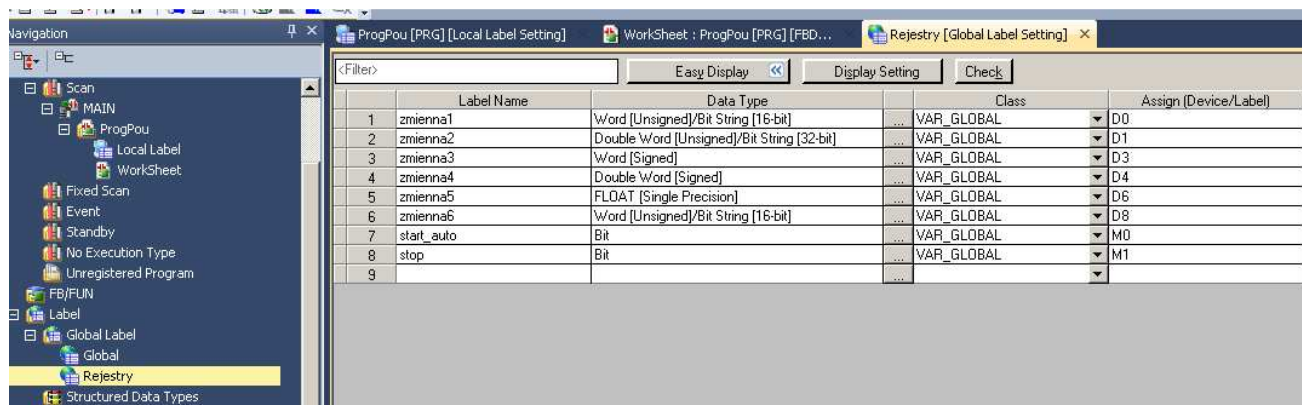 Navigation
ProgPou [PRG] [Local Label Setting]
WorkSheet : ProgPou [PRG] [FBD...
Rejestry [Global Label Setting]
<Filter>
Easy Display
Display Setting
Check
Scan
MAIN
ProgPou
Local Label
WorkSheet
Fixed Scan
Event
Standby
No Execution Type
Unregistered Program
FB/FUN
Label
Global Label
Global
Rejestry
Structured Data Types
Label Name Data Type Class Assign (Device/Label)
1 zmienna1 Word [Unsigned]/Bit String [16-bit] ... VAR_GLOBAL D0
2 zmienna2 Double Word [Unsigned]/Bit String [32-bit] ... VAR_GLOBAL D1
3 zmienna3 Word [Signed] ... VAR_GLOBAL D3
4 zmienna4 Double Word [Signed] ... VAR_GLOBAL D4
5 zmienna5 FLOAT [Single Precision] ... VAR_GLOBAL D6
6 zmienna6 Word [Unsigned]/Bit String [16-bit] ... VAR_GLOBAL D8
7 start_auto Bit ... VAR_GLOBAL M0
8 stop Bit ... VAR_GLOBAL M1
9 ...